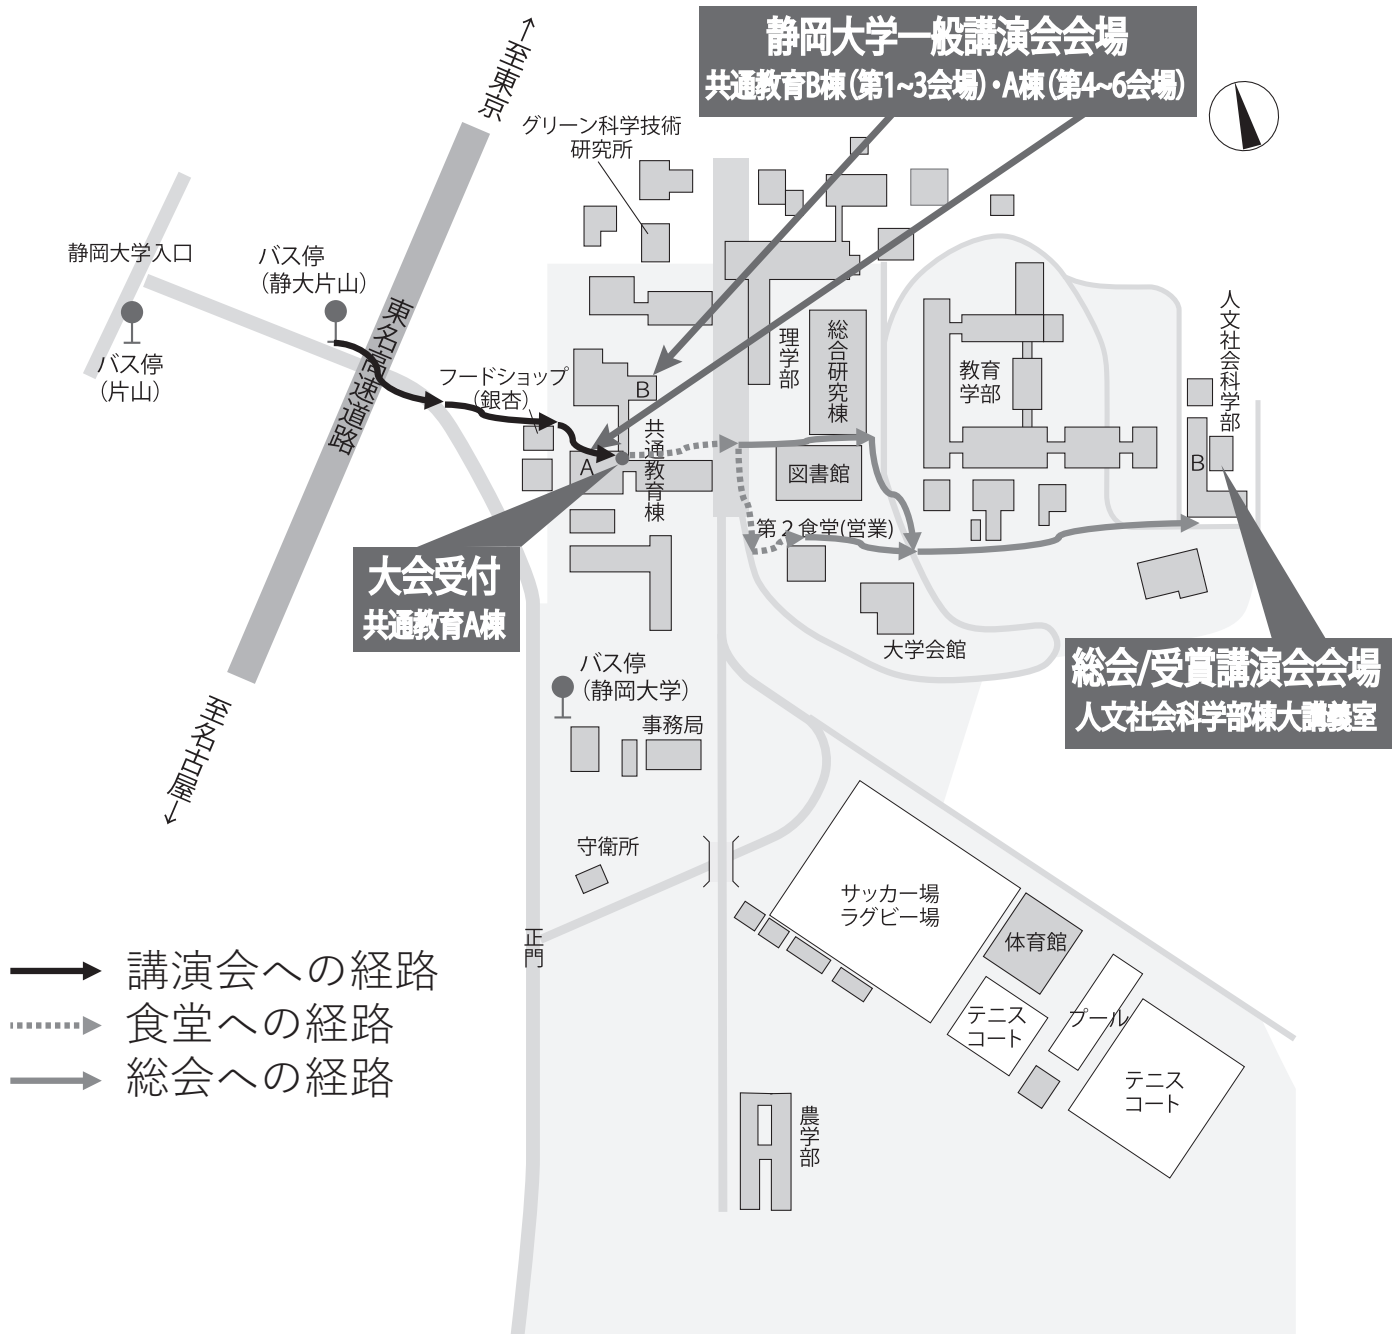 静岡大学一般講演会会場
共通教育B棟（第1~3会場）・A棟（第4~6会場）
↑至東京
グリーン科学技術
研究所
静岡大学入口
バス停
（静大片山）
バス停
（片山）
東名高速道路
フードショップ
（銀杏）
理学部
総合研究棟
教育
学部
人文社会科学部
B
A
共通教育棟
図書館
B
第２食堂(営業)
大会受付
共通教育A棟
大学会館
総会/受賞講演会会場
人文社会科学部棟大講義室
バス停
（静岡大学）
事務局
至名古屋↓
守衛所
正門
サッカー場
ラグビー場
体育館
テニス
コート
プール
テニス
コート
農学部
講演会への経路
食堂への経路
総会への経路